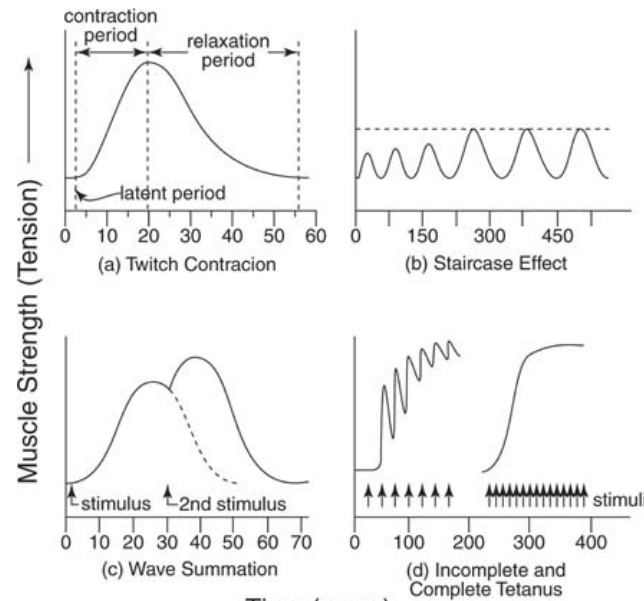 contraction
period
relaxation
period
latent period
0 10 20 30 40 50 60
(a) Twitch Contracion
0 150 300 450
(b) Staircase Effect
Muscle Strength (Tension)
stimulus
2nd stimulus
0 10 20 30 40 50 60 70
(c) Wave Summation
stimuli
0 100 200 300 400
(d) Incomplete and
Complete Tetanus